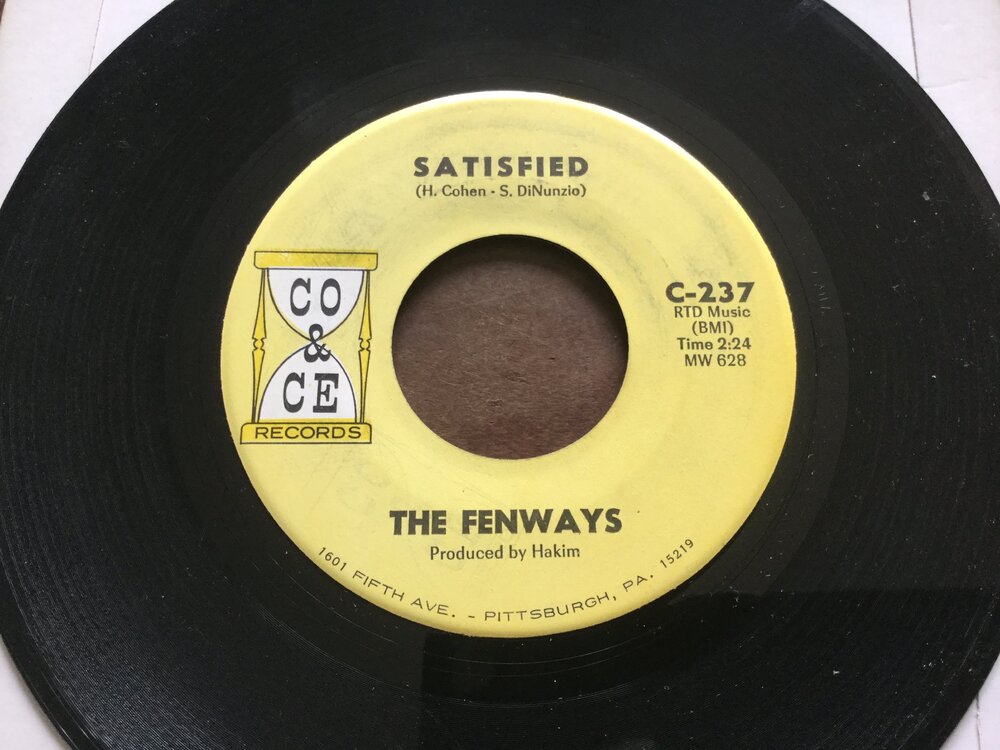 SATISFIED
(H. Cohen - S. DiNunzio)
CO
&
CE
RECORDS
C-237
RTD Music
(BMI)
Time 2:24
MW 628
THE FENWAYS
Produced by Hakim
1601 FIFTH AVE. - PITTSBURGH, PA. 15219